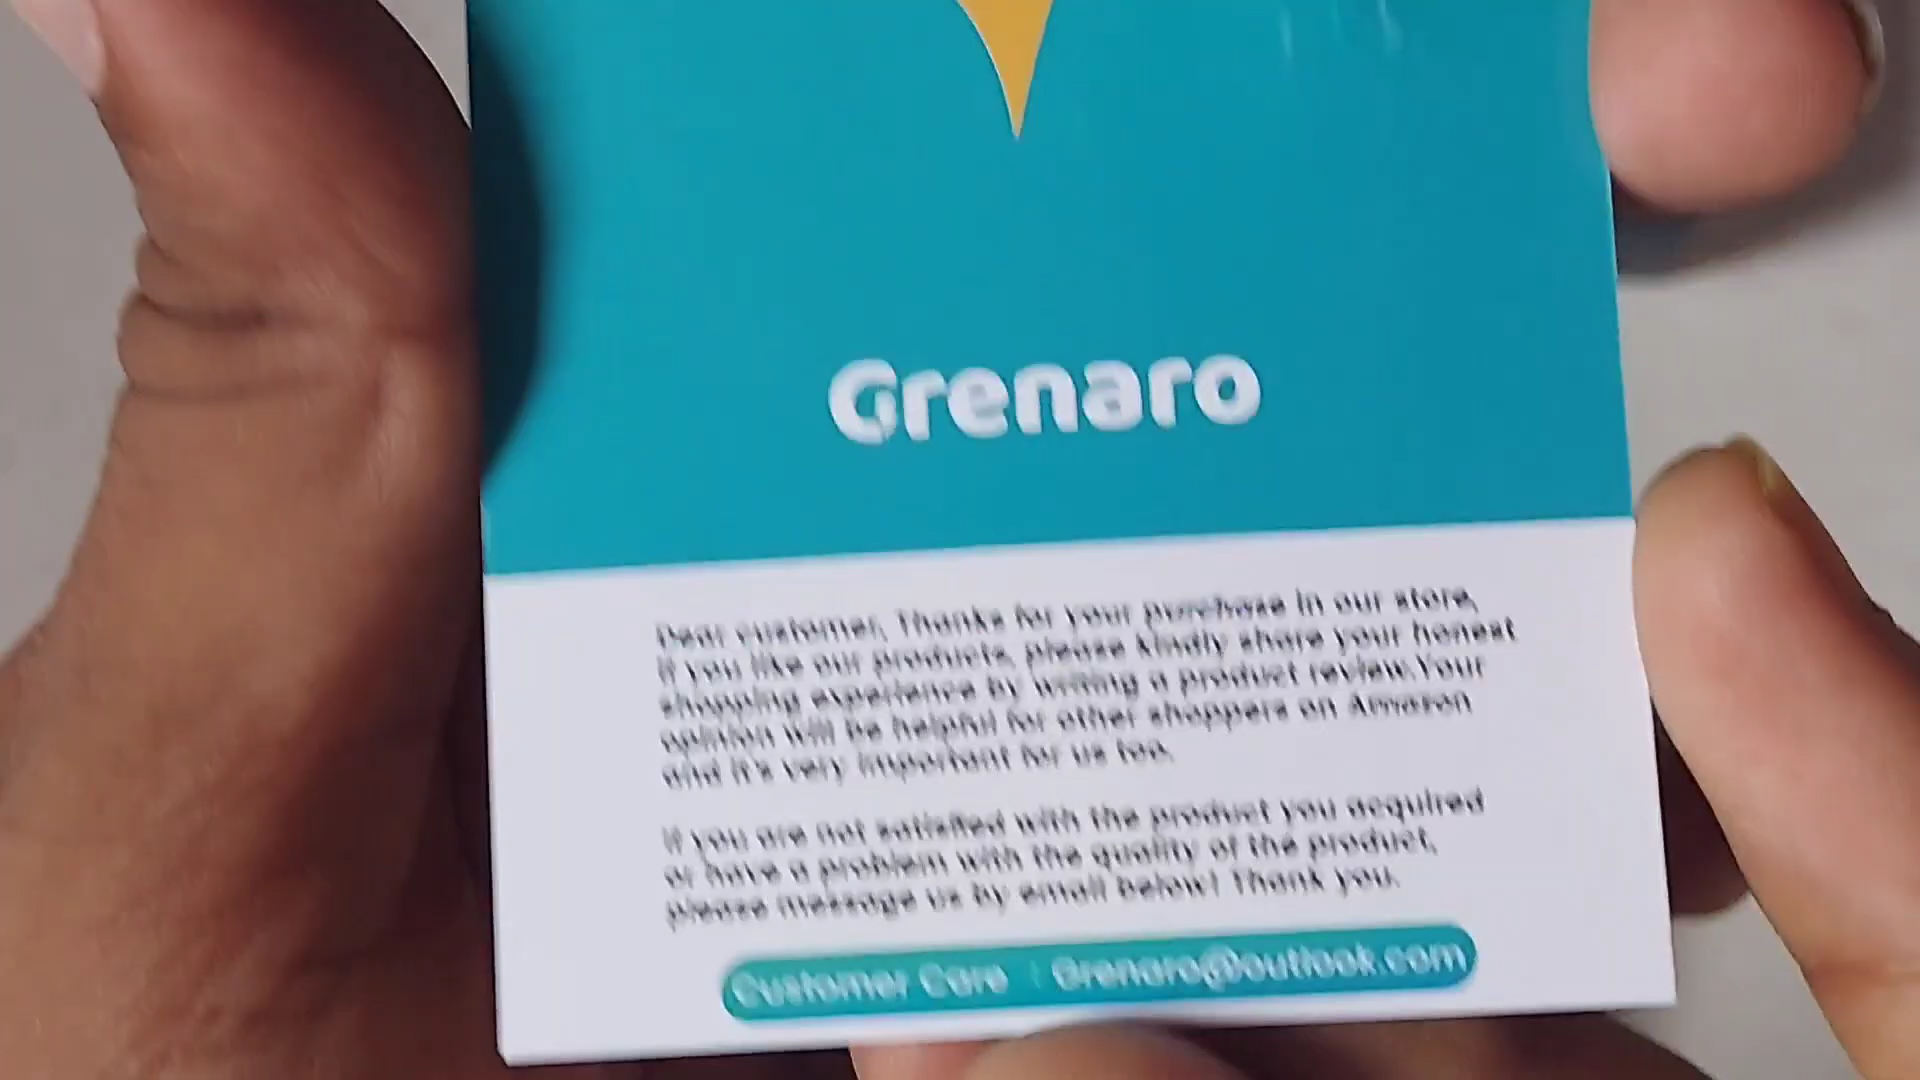 Grenaro
Dear customer, Thanks for your purchase in our store,
if you like our products, please kindly share your honest
shopping experience by writing a product review.Your
opinion will be helpful for other shoppers on Amazon
and it's very important for us too.
If you are not satisfied with the product you acquired
or have a problem with the quality of the product,
please message us by email below! Thank you.
Customer Care : Grenaro@outlook.com